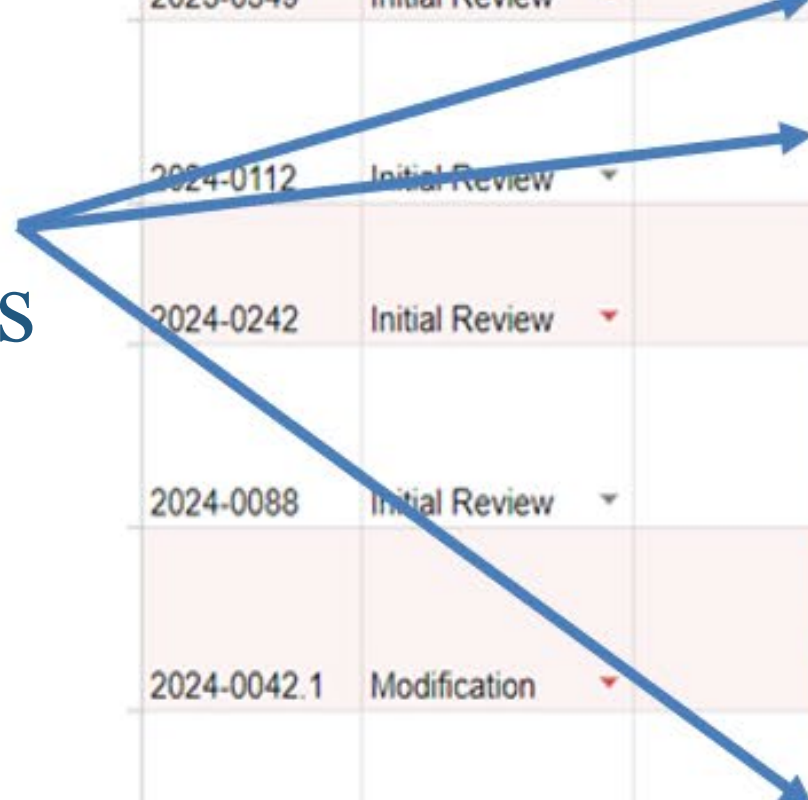 2024-0112 Initial Review
s
2024-0242 Initial Review
2024-0088 Initial Review
2024-0042.1 Modification